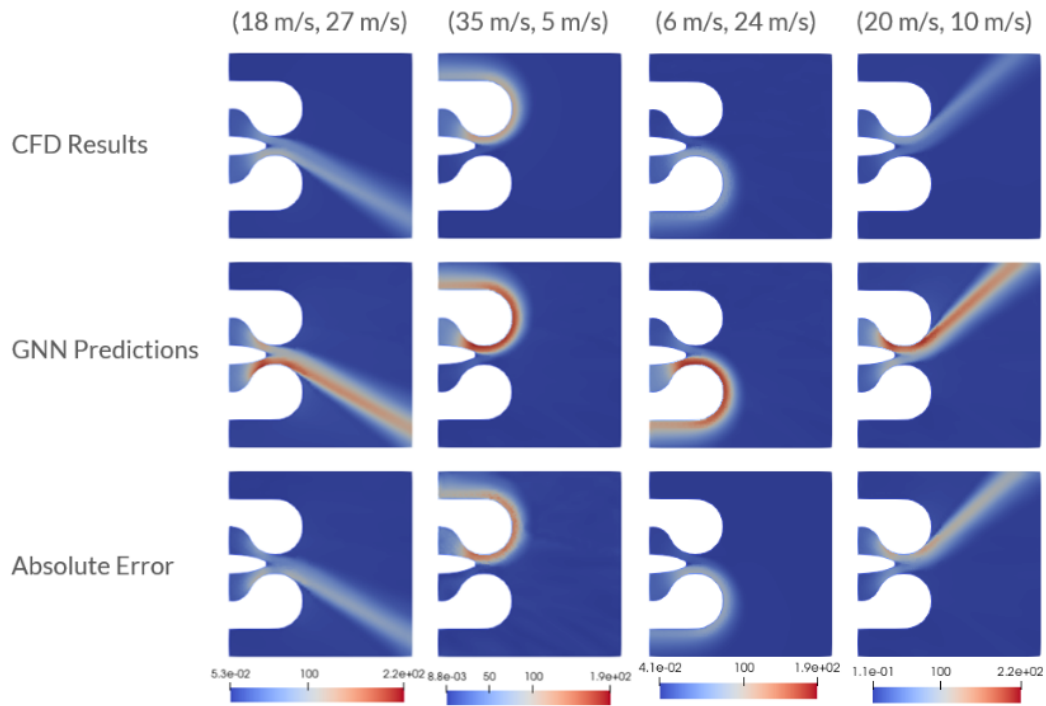 (18 m/s, 27 m/s) (35 m/s, 5 m/s) (6 m/s, 24 m/s) (20 m/s, 10 m/s)
CFD Results
GNN Predictions
Absolute Error
5.3e-02 100 2.2e+02 8.8e-03 50 100 1.9e+02 4.1e-02 100 1.9e+02 1.1e-01 100 2.2e+02